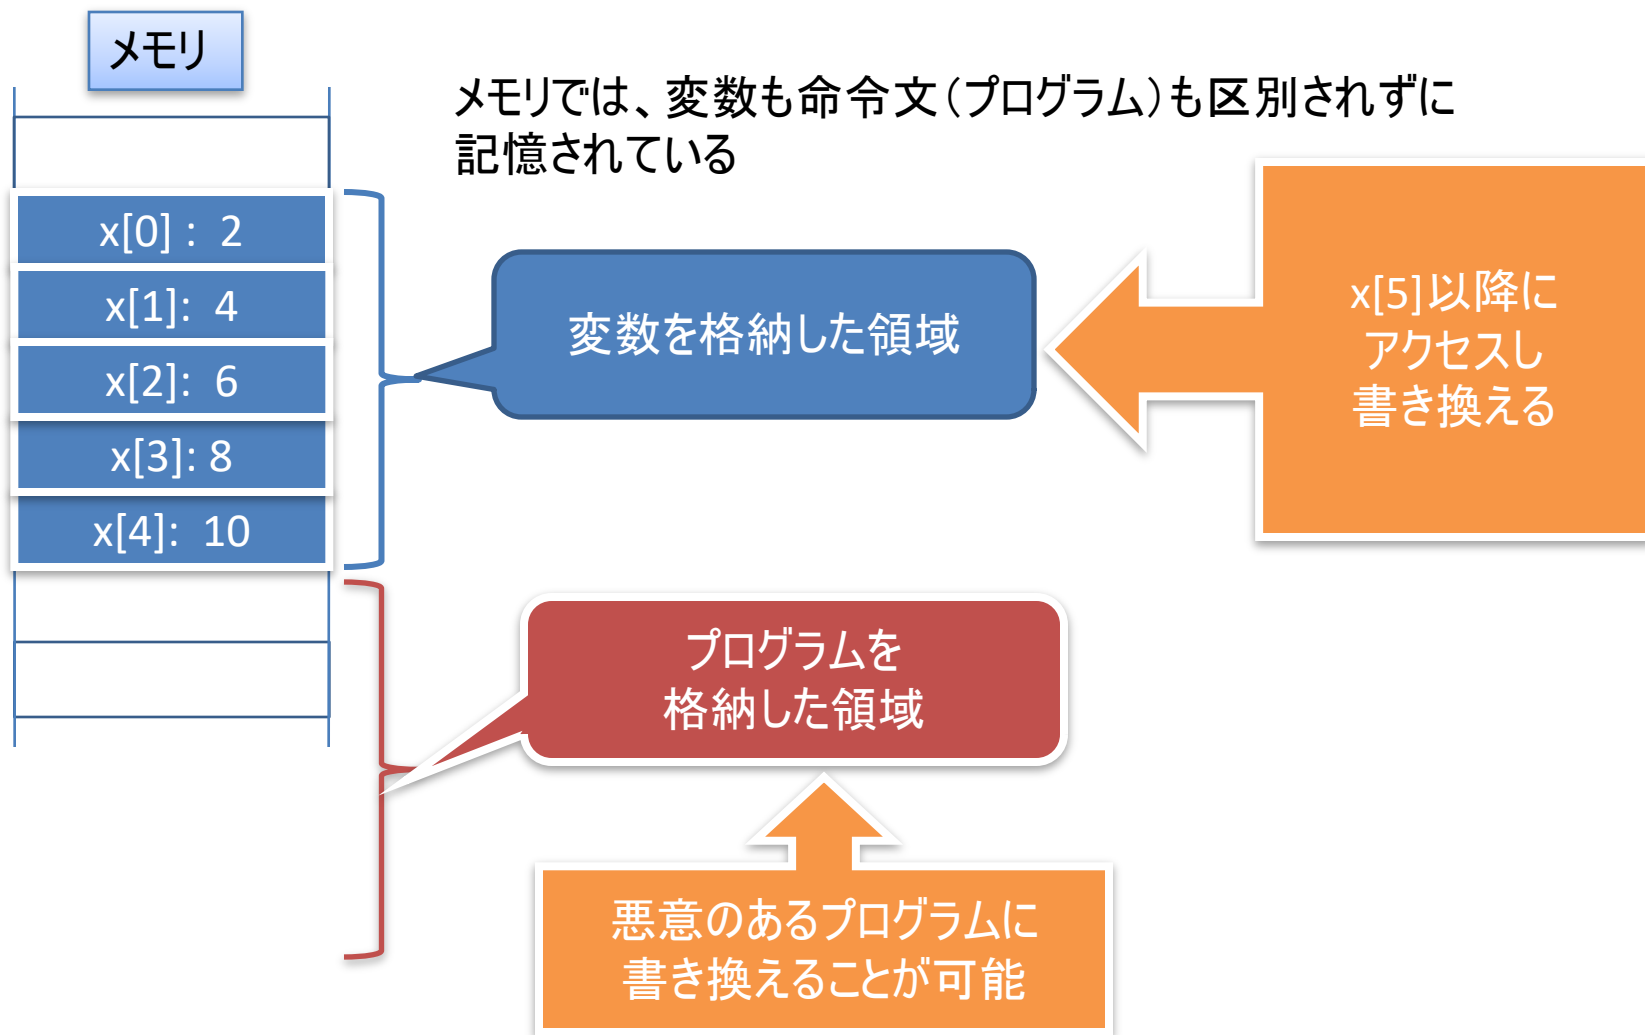 メモリ
メモリでは、変数も命令文（プログラム）も区別されずに
記憶されている
x[0] : 2
x[1]: 4
x[2]: 6
x[3]: 8
x[4]: 10
変数を格納した領域
x[5]以降に
アクセスし
書き換える
プログラムを
格納した領域
悪意のあるプログラムに
書き換えることが可能